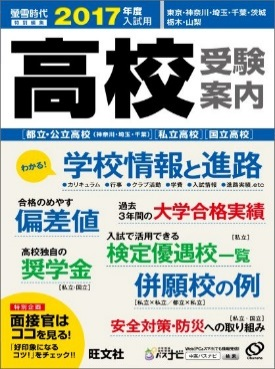 螢雪時代
特別編集
2017年度入試用
東京・神奈川・埼玉・千葉・茨城
栃木・山梨
高校受験案内
[都立・公立高校(神奈川・埼玉・千葉)][私立高校][国立高校]
わかる!
学校情報と進路
●カリキュラム ●行事 ●クラブ活動 ●学費 ●入試情報 ●進路実績.etc
合格のめやす
偏差値
過去3年間の
大学合格実績
高校独自の
奨学金
[私立・国立]
入試で活用できる
[私立]
検定優遇校一覧
併願校の例
[私立×私立/都立×私立]
特別企画
面接官は
ココを見る!
「好印象になる
コツ!」をチェック!!
[私立・国立]
安全対策・防災への取り組み
旺文社
パスナビ
Obunsha